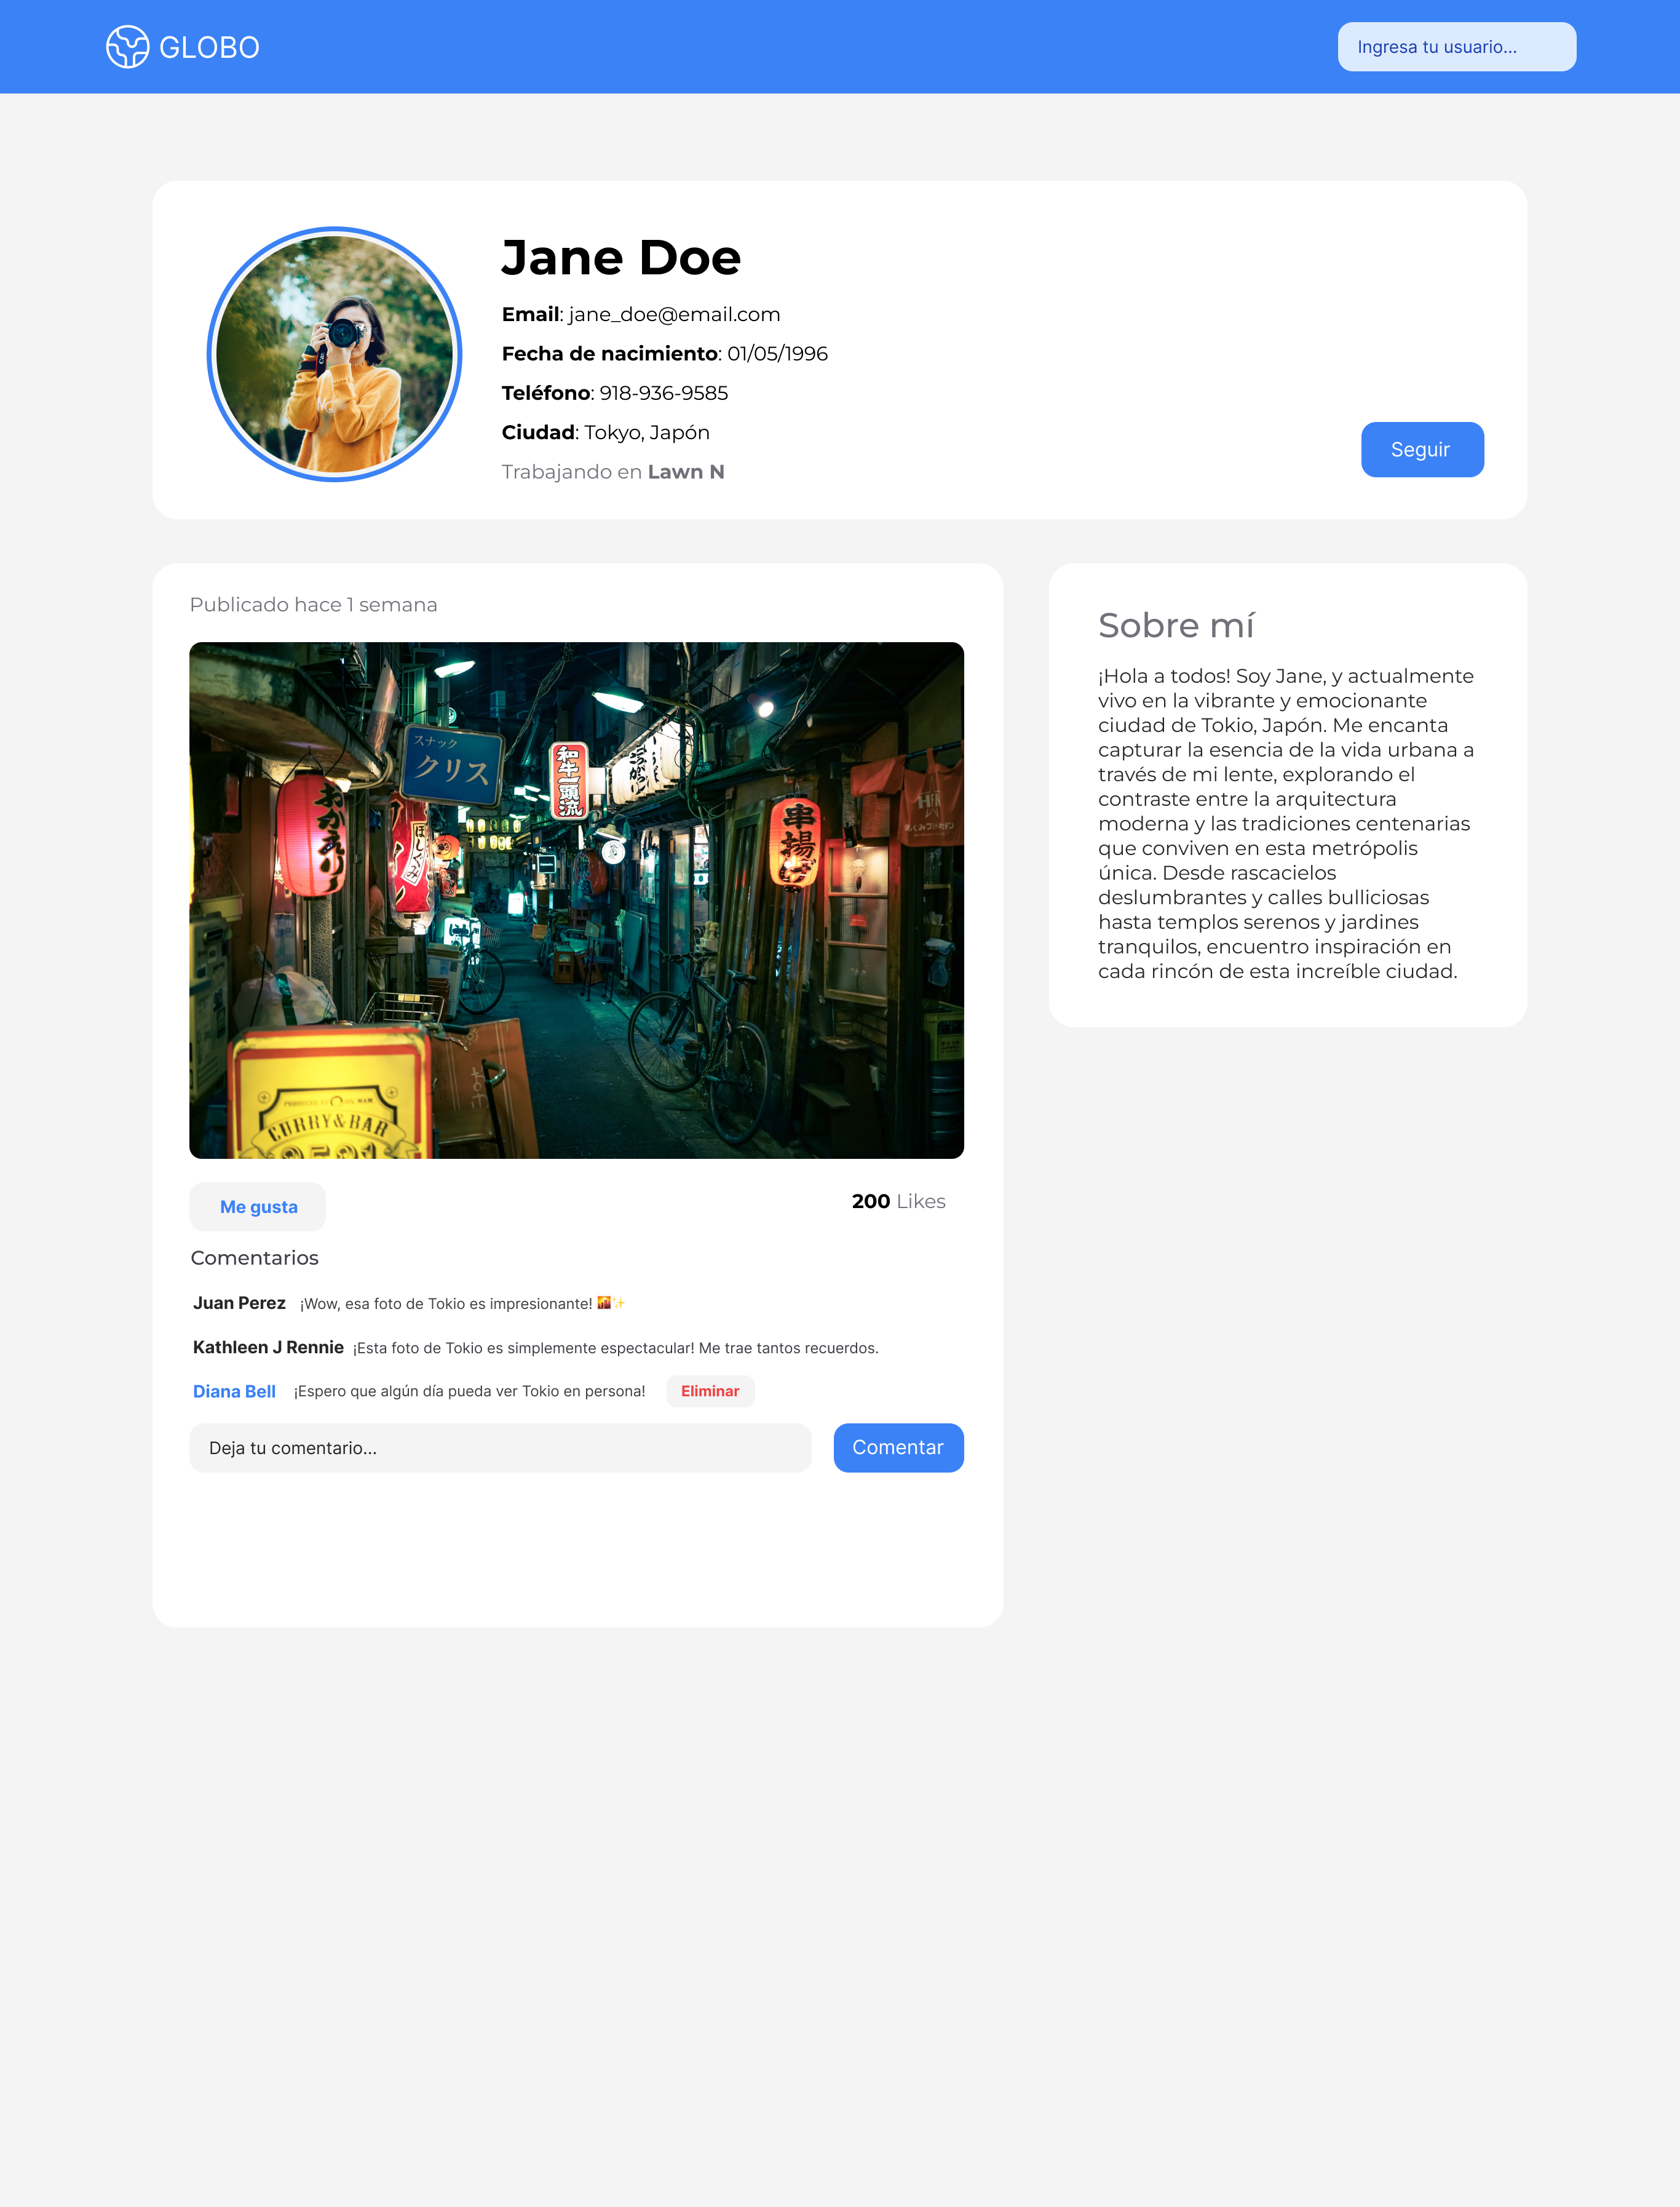 GLOBO
Ingresa tu usuario...
Jane Doe
Email: jane_doe@email.com
Fecha de nacimiento: 01/05/1996
Teléfono: 918-936-9585
Ciudad: Tokyo, Japón
Trabajando en Lawn N
Seguir
Publicado hace 1 semana
スナック
クリス
和牛一頭流
おかえり
ほしぐみ
串揚げ
CURRY&BAR
Me gusta
200 Likes
Comentarios
Juan Perez ¡Wow, esa foto de Tokio es impresionante! 🌇✨
Kathleen J Rennie ¡Esta foto de Tokio es simplemente espectacular! Me trae tantos recuerdos.
Diana Bell ¡Espero que algún día pueda ver Tokio en persona! Eliminar
Deja tu comentario...
Comentar
Sobre mí
¡Hola a todos! Soy Jane, y actualmente
vivo en la vibrante y emocionante
ciudad de Tokio, Japón. Me encanta
capturar la esencia de la vida urbana a
través de mi lente, explorando el
contraste entre la arquitectura
moderna y las tradiciones centenarias
que conviven en esta metrópolis
única. Desde rascacielos
deslumbrantes y calles bulliciosas
hasta templos serenos y jardines
tranquilos, encuentro inspiración en
cada rincón de esta increíble ciudad.